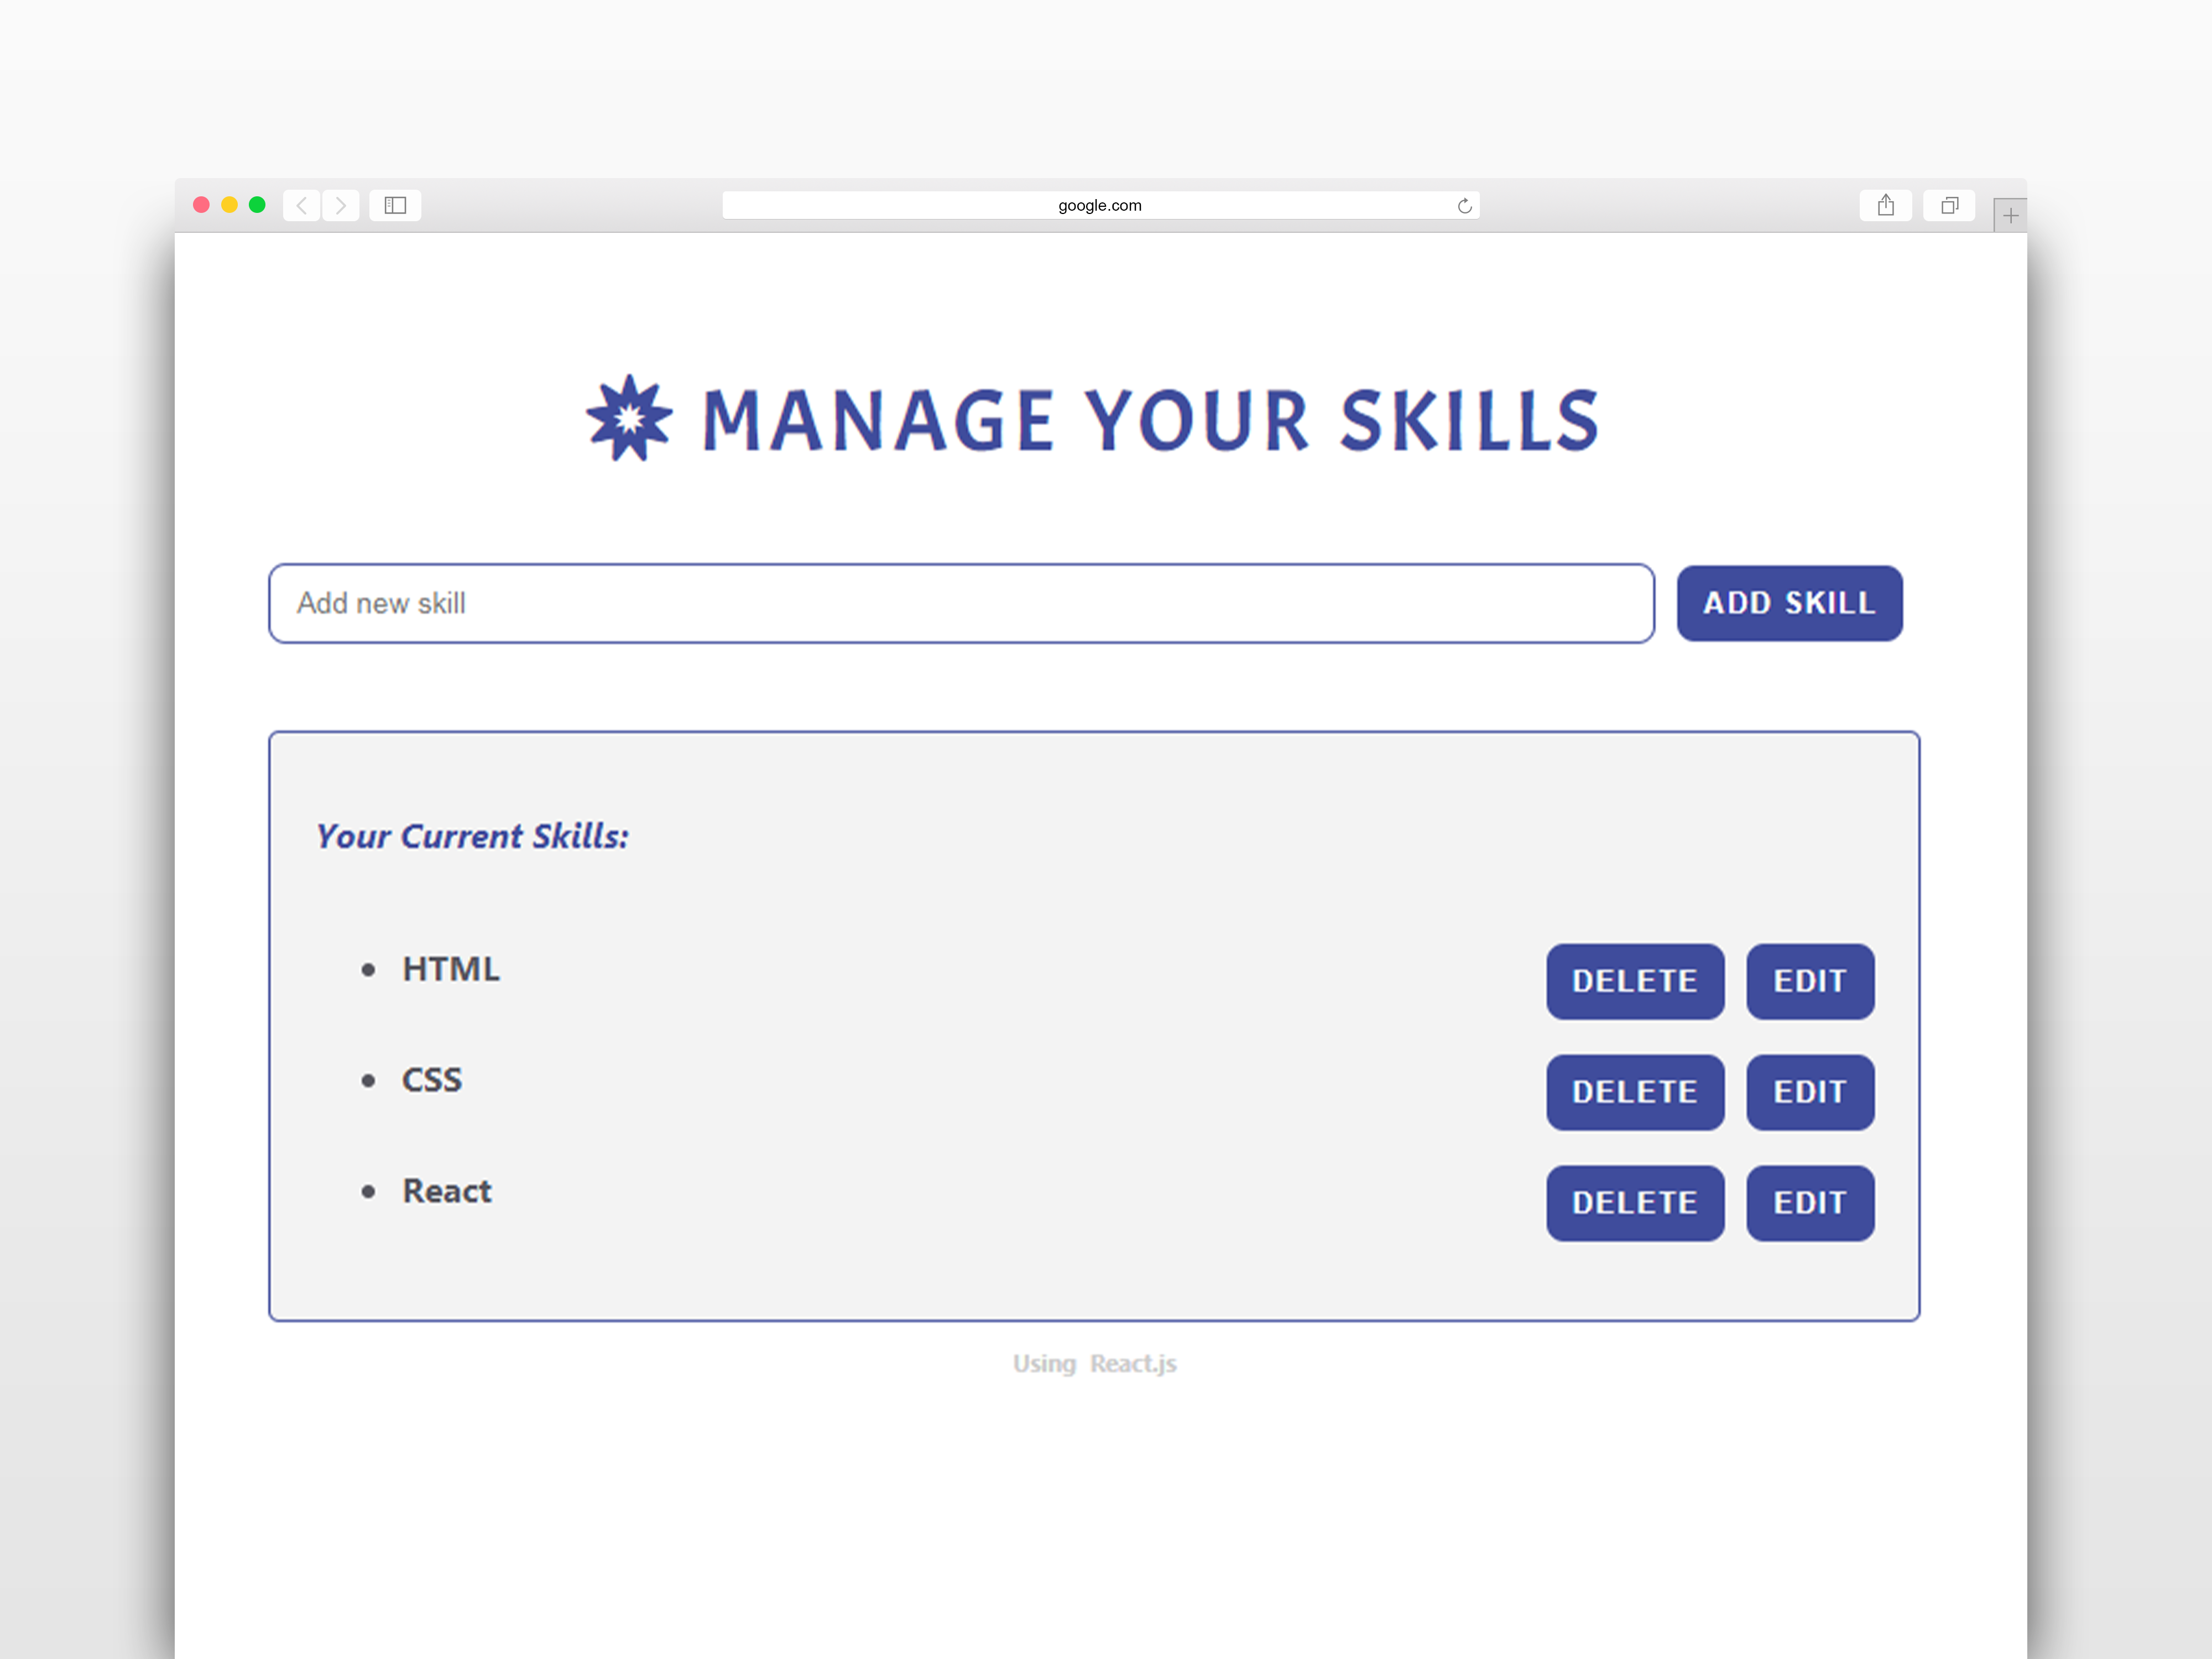 google.com
MANAGE YOUR SKILLS
Add new skill
ADD SKILL
Your Current Skills:
HTML
DELETE EDIT
CSS
DELETE EDIT
React
DELETE EDIT
Using React.js